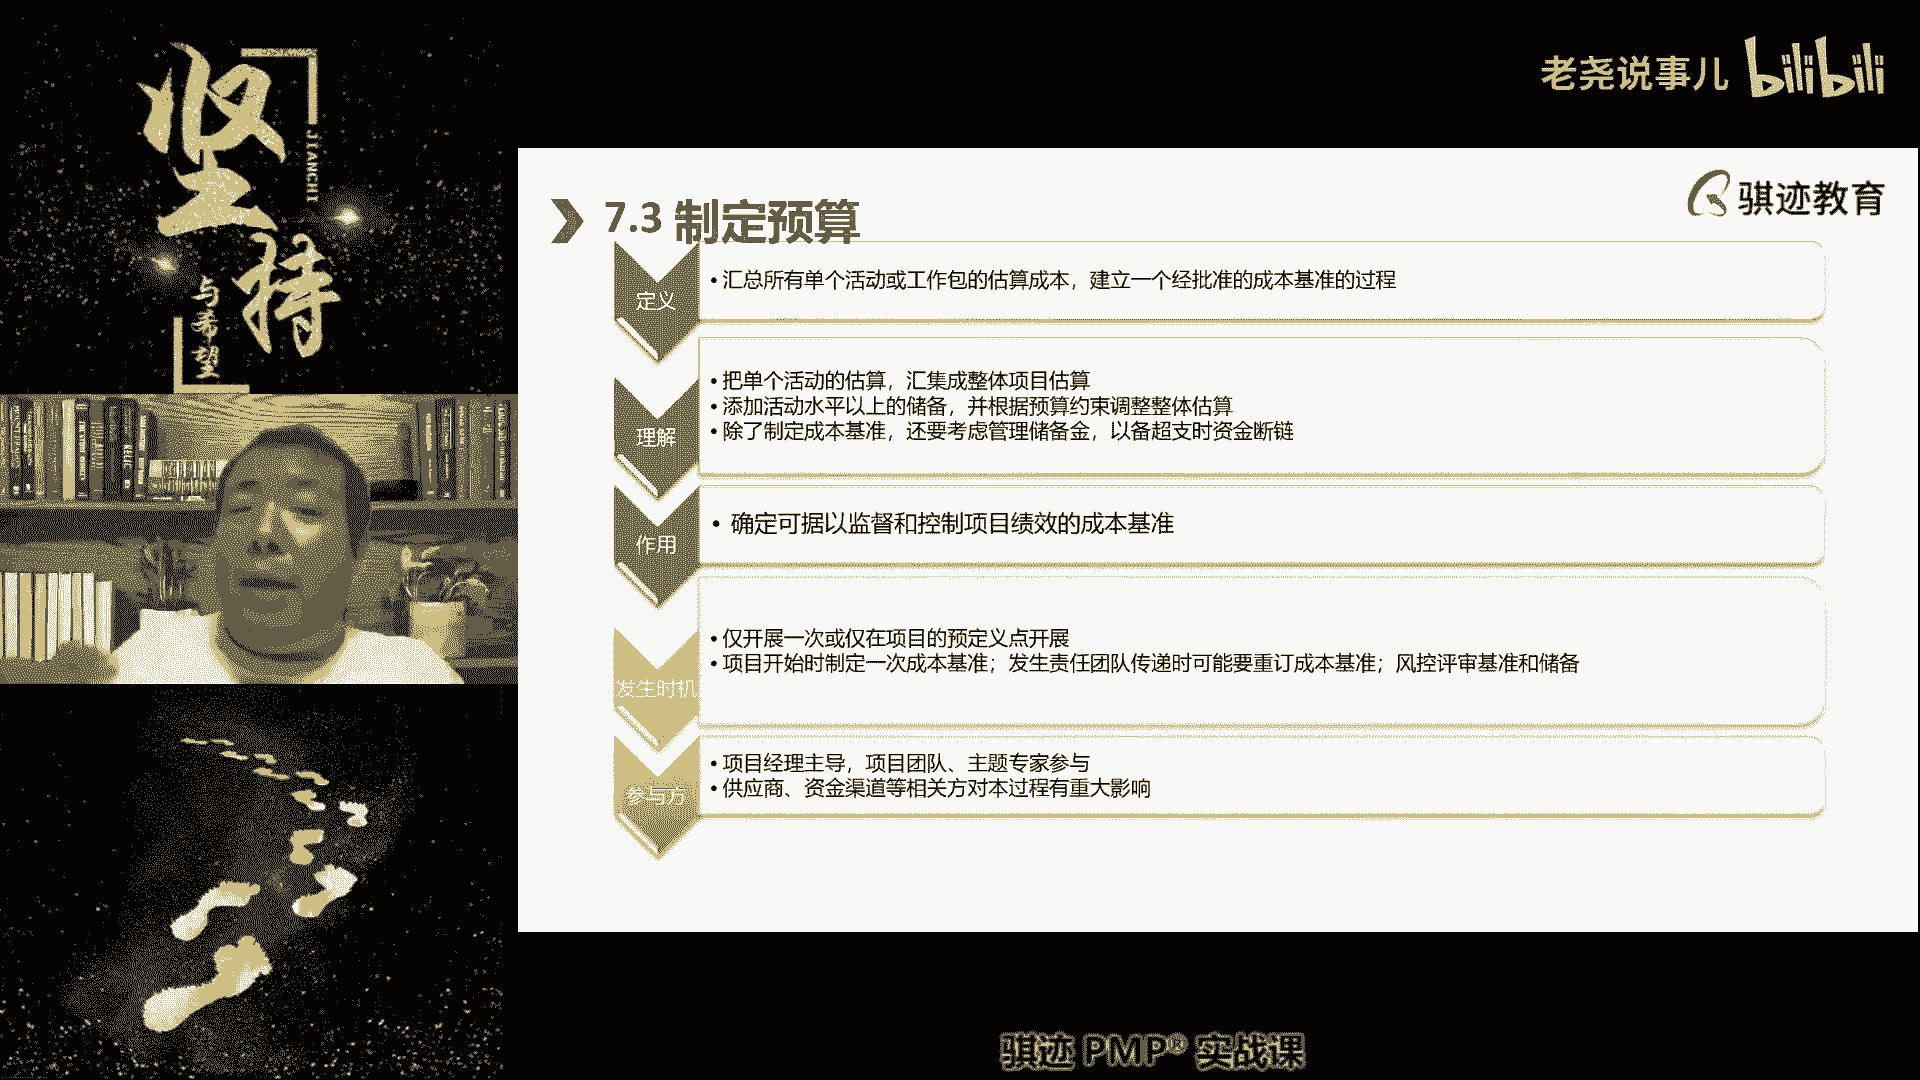 坚持
JIANCHI
与希望
老尧说事儿 bilibili
骐迹教育
7.3 制定预算
定义
• 汇总所有单个活动或工作包的估算成本，建立一个经批准的成本基准的过程
理解
• 把单个活动的估算，汇集成整体项目估算
• 添加活动水平以上的储备，并根据预算约束调整整体估算
• 除了制定成本基准，还要考虑管理储备金，以备超支时资金断链
作用
• 确定可据以监督和控制项目绩效的成本基准
发生时机
• 仅开展一次或仅在项目的预定义点开展
• 项目开始时制定一次成本基准；发生责任团队传递时可能要重订成本基准；风控评审基准和储备
参与方
• 项目经理主导，项目团队、主题专家参与
• 供应商、资金渠道等相关方对本过程有重大影响
骐迹 PMP® 实战课